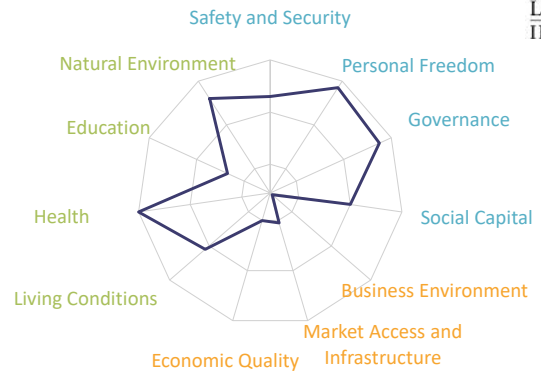 Safety and Security
Natural Environment
Personal Freedom
Education
Governance
Health
Social Capital
Living Conditions
Business Environment
Market Access and
Infrastructure
Economic Quality